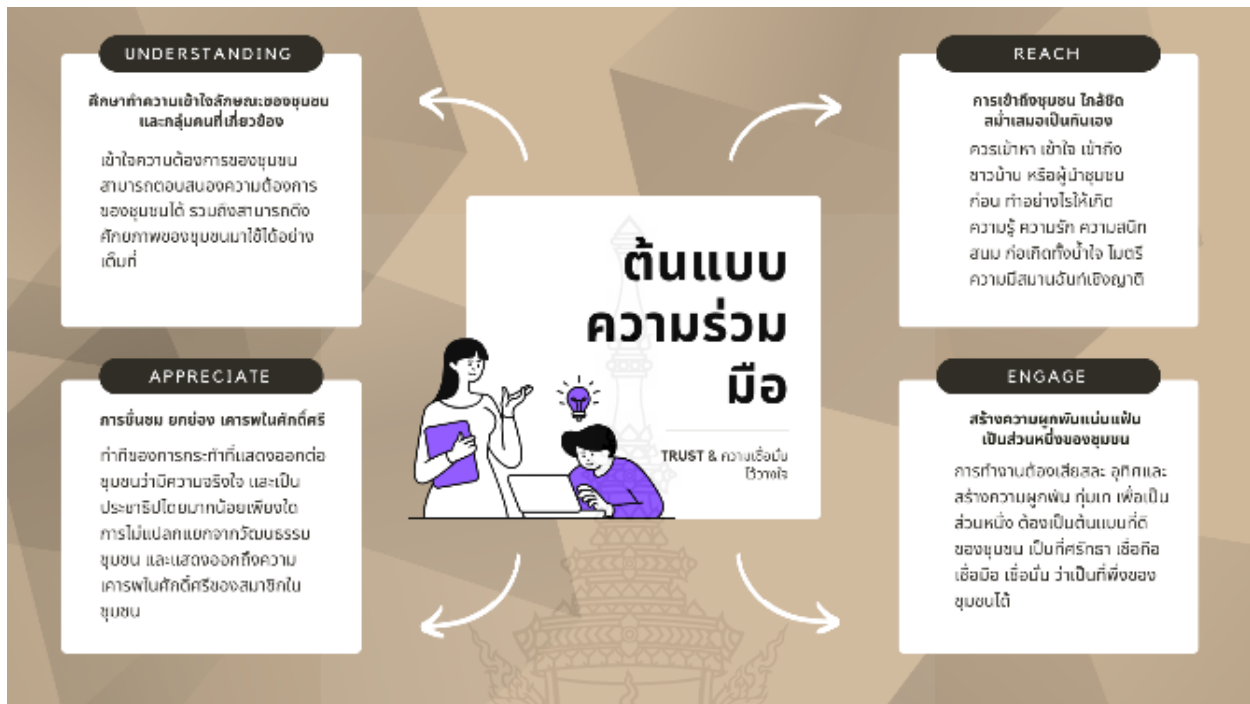 UNDERSTANDING
ศึกษาทำความเข้าใจลักษณะของชุมชน
และกลุ่มคนที่เกี่ยวข้อง
เข้าใจความต้องการของชุมชน
สามารถตอบสนองความต้องการ
ของชุมชนได้ รวมถึงสามารถดึง
ศักยภาพของชุมชนมาใช้ได้อย่าง
เต็มที่
REACH
การเข้าถึงชุมชน ใกล้ชิด
สม่ำเสมอเป็นกันเอง
ควรเข้าหา เข้าใจ เข้าถึง
ชาวบ้าน หรือผู้นำชุมชน
ก่อน ทำอย่างไรให้เกิด
ความรู้ ความรัก ความสนิท
สนม ก่อเกิดทั้งน้ำใจ ไมตรี
ความมีสมานฉันท์เชิงญาติ
ต้นแบบ
ความร่วม
มือ
TRUST & ความเชื่อมั่น
ไว้วางใจ
APPRECIATE
การชื่นชม ยกย่อง เคารพในศักดิ์ศรี
ท่าทีของการกระทำที่แสดงออกต่อ
ชุมชนว่ามีความจริงใจ และเป็น
ประชาธิปไตยมากน้อยเพียงใด
การไม่แปลกแยกจากวัฒนธรรม
ชุมชน และแสดงออกถึงความ
เคารพในศักดิ์ศรีของสมาชิกใน
ชุมชน
ENGAGE
สร้างความผูกพันแน่นแฟ้น
เป็นส่วนหนึ่งของชุมชน
การทำงานต้องเสียสละ อุทิศและ
สร้างความผูกพัน ทุ่มเท เพื่อเป็น
ส่วนหนึ่ง ต้องเป็นต้นแบบที่ดี
ของชุมชน เป็นที่ศรัทธา เชื่อถือ
เชื่อมือ เชื่อมั่น ว่าเป็นที่พึ่งของ
ชุมชนได้